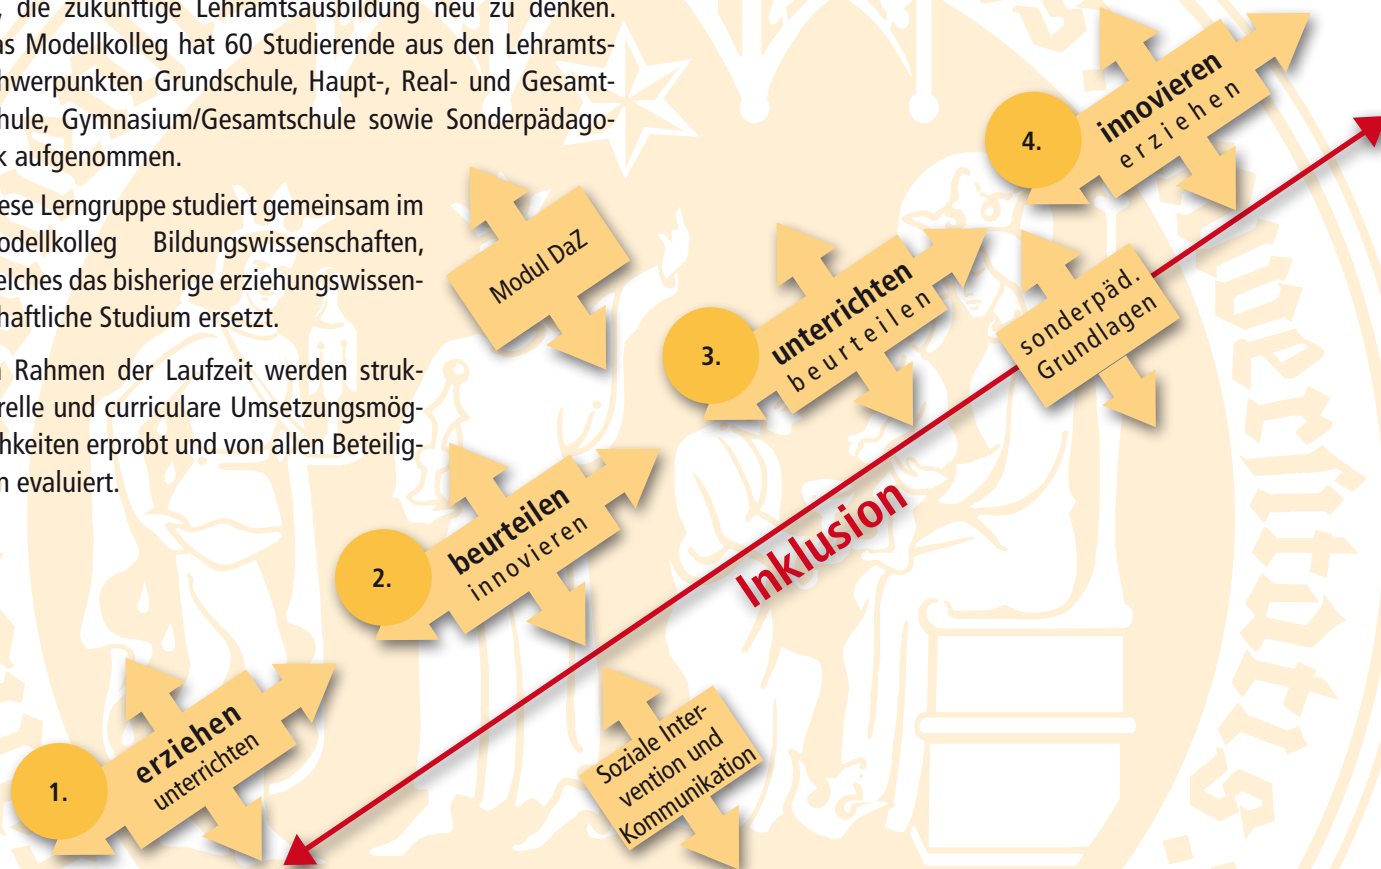 , die zukünftige Lehramtsausbildung neu zu denken.
as Modellkolleg hat 60 Studierende aus den Lehramts-
hwerpunkten Grundschule, Haupt-, Real- und Gesamt-
hule, Gymnasium/Gesamtschule sowie Sonderpädago-
k aufgenommen.
ese Lerngruppe studiert gemeinsam im
odellkolleg Bildungswissenschaften,
elches das bisherige erziehungswissen-
haftliche Studium ersetzt.
Rahmen der Laufzeit werden struk-
relle und curriculare Umsetzungsmög-
hkeiten erprobt und von allen Beteilig-
n evaluiert.
4.
innovieren
erziehen
Modul DaZ
3.
unterrichten
beurteilen
sonderpäd.
Grundlagen
2.
beurteilen
innovieren
Inklusion
1.
erziehen
unterrichten
Soziale Inter-
vention und
Kommunikation